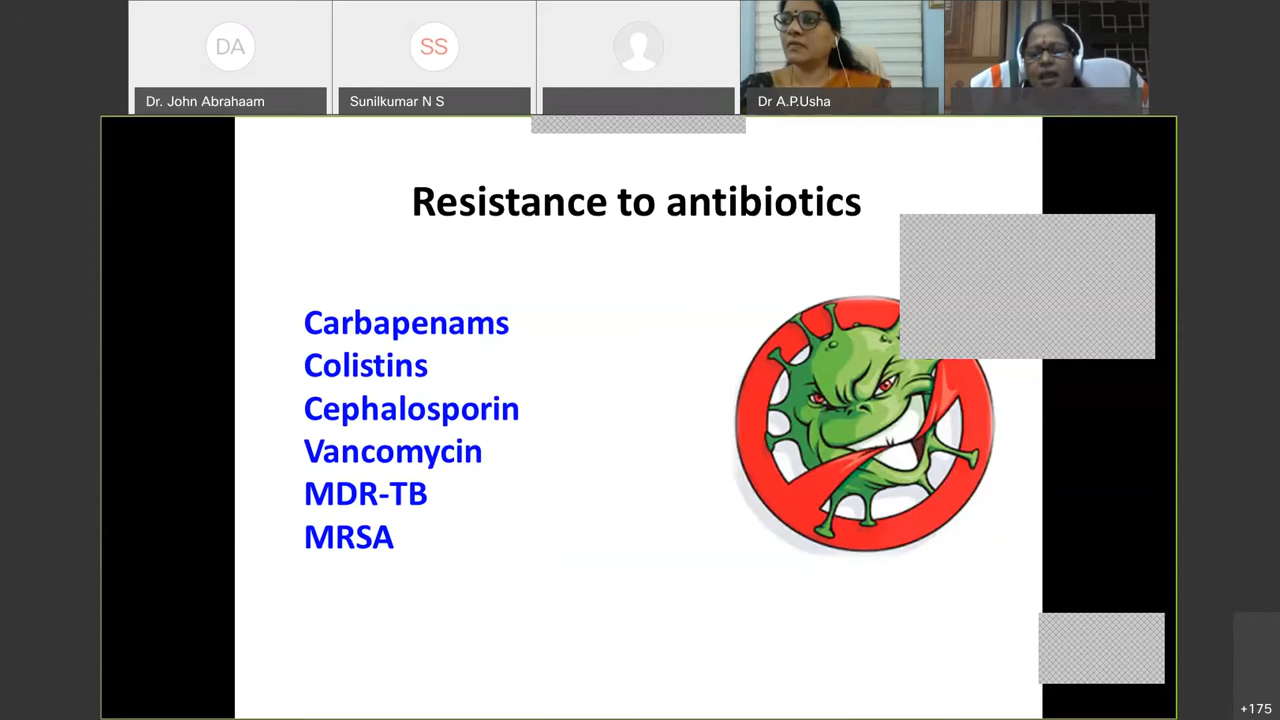 DA
SS
Dr. John Abrahaam
Sunilkumar N S
Dr A.P.Usha
Resistance to antibiotics
Carbapenams
Colistins
Cephalosporin
Vancomycin
MDR-TB
MRSA
+175